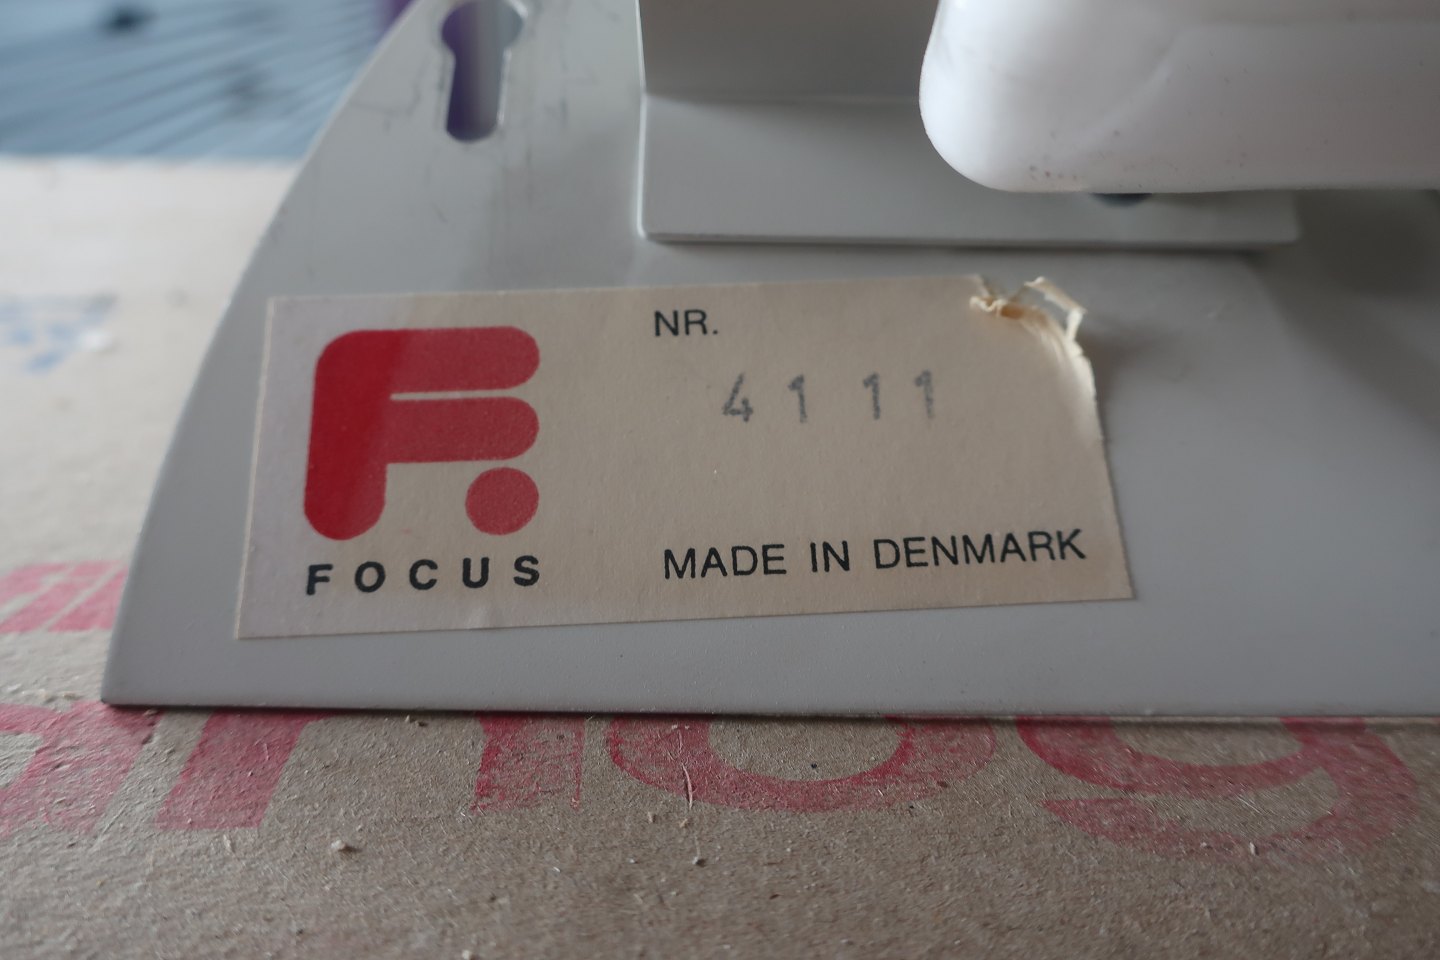 NR.
4111
FOCUS
MADE IN DENMARK